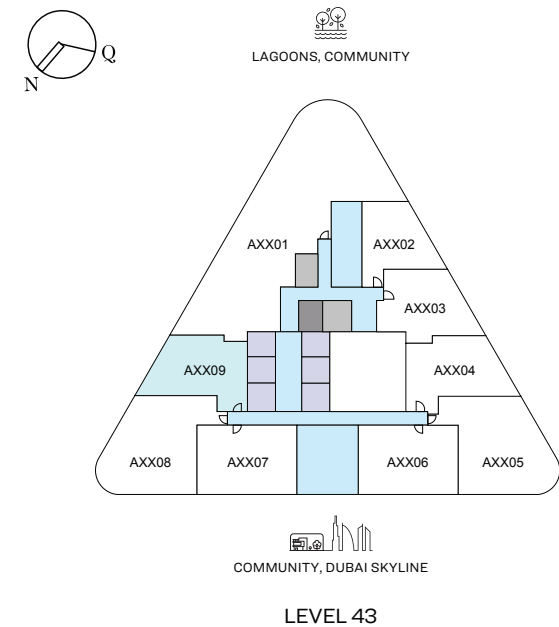 Q
N
LAGOONS, COMMUNITY
AXX01
AXX02
AXX03
AXX09
AXX04
AXX08
AXX07
AXX06
AXX05
COMMUNITY, DUBAI SKYLINE
LEVEL 43